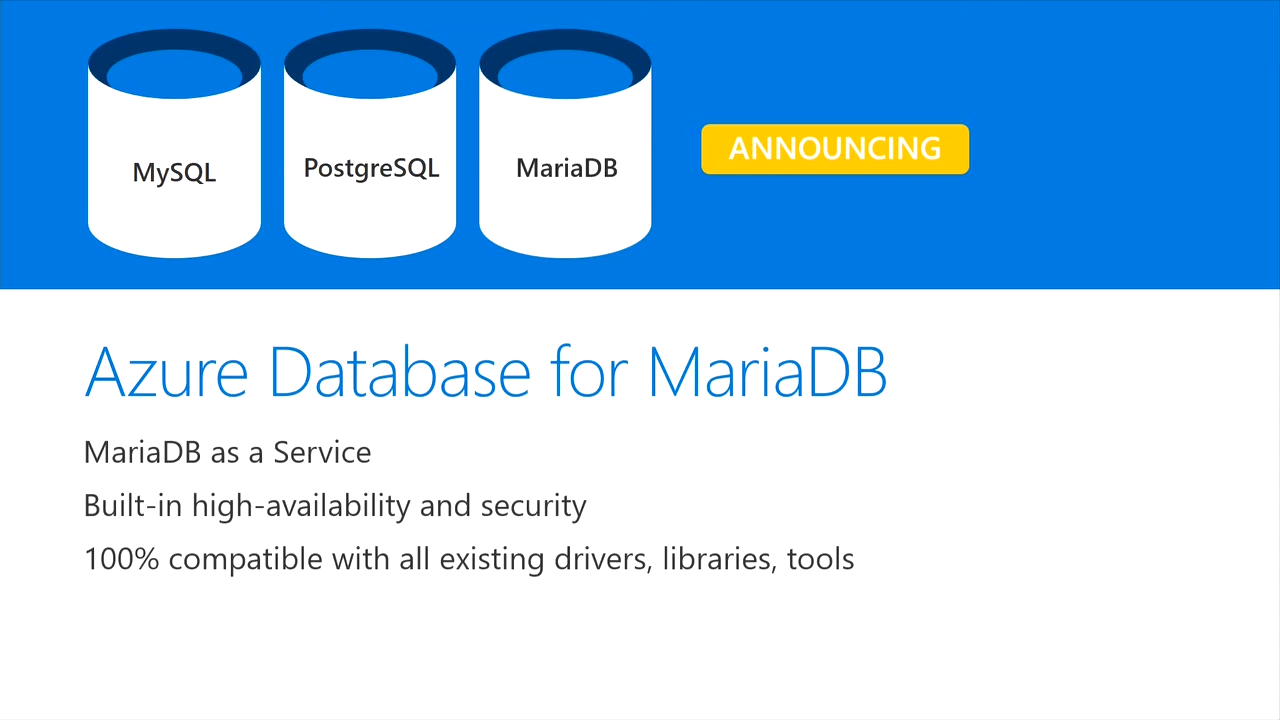 MySQL
PostgreSQL
MariaDB
ANNOUNCING
Azure Database for MariaDB
MariaDB as a Service
Built-in high-availability and security
100% compatible with all existing drivers, libraries, tools